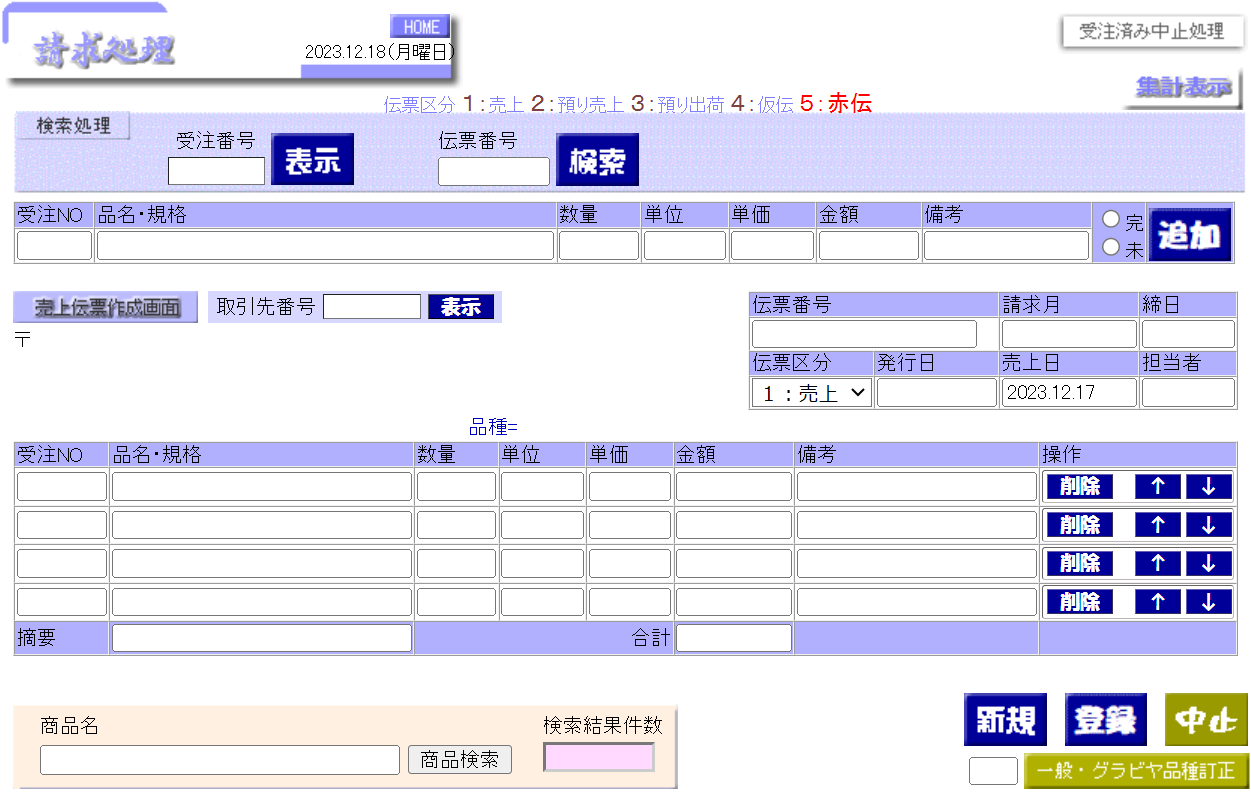 請求処理
HOME
2023.12.18(月曜日)
受注済み中止処理
集計表示
伝票区分 1:売上 2:預り売上 3:預り出荷 4:仮伝 5:赤伝
検索処理
受注番号 表示 伝票番号 検索
受注NO 品名・規格 数量 単位 単価 金額 備考 完 未 追加
売上伝票作成画面 取引先番号 表示
〒
伝票番号 請求月 締日
伝票区分 発行日 売上日 担当者
1:売上 2023.12.17
品種=
受注NO 品名・規格 数量 単位 単価 金額 備考 操作
削除 ↑ ↓
削除 ↑ ↓
削除 ↑ ↓
削除 ↑ ↓
摘要 合計
商品名 検索結果件数
商品検索
新規 登録 中止
一般・グラビヤ品種訂正